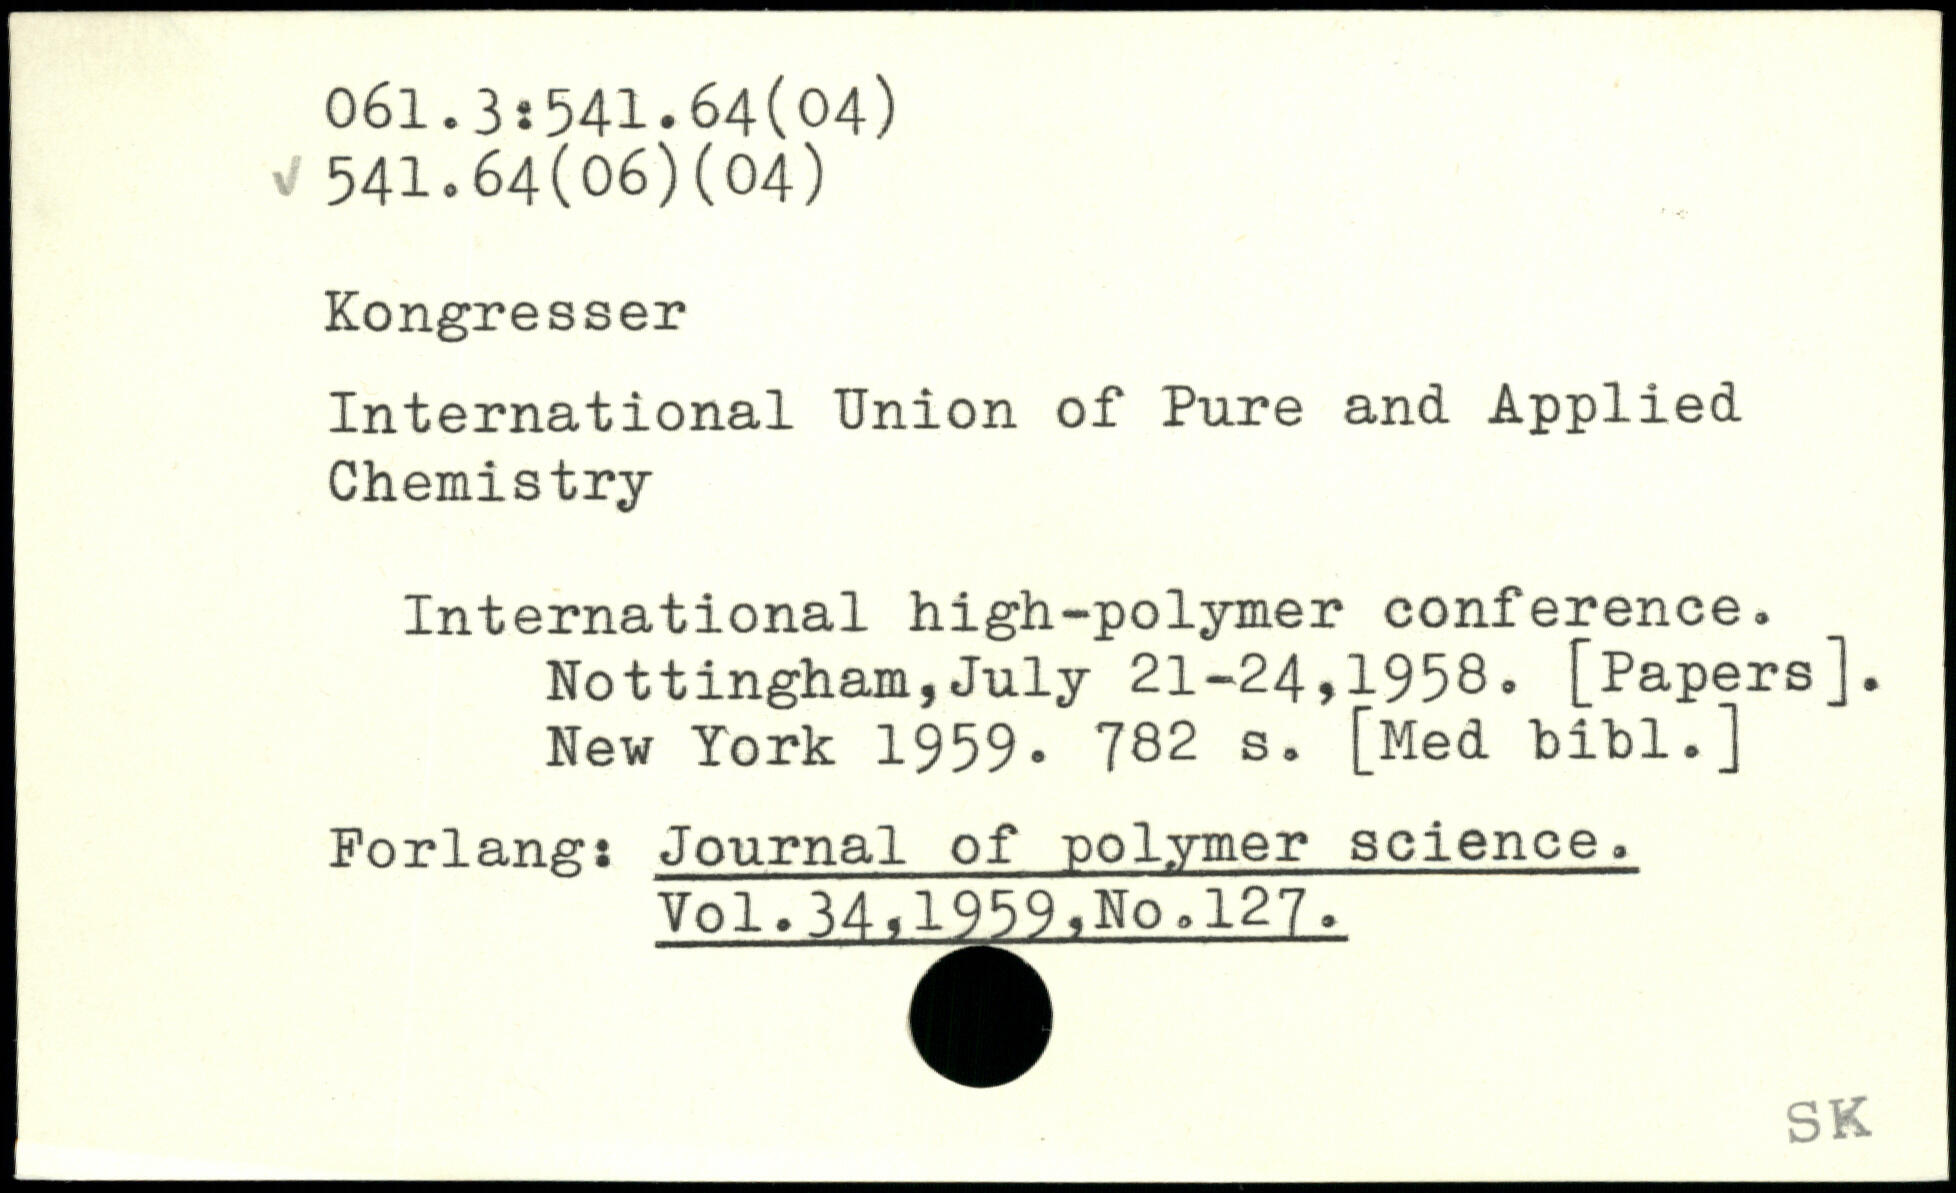 061.3:541.64(04)
✓ 541.64(06)(04)
Kongresser
International Union of Pure and Applied
Chemistry
International high-polymer conference.
Nottingham,July 21-24,1958. [Papers].
New York 1959. 782 s. [Med bibl.]
Forlang: Journal of polymer science.
Vol.34,1959,No.127.
SK